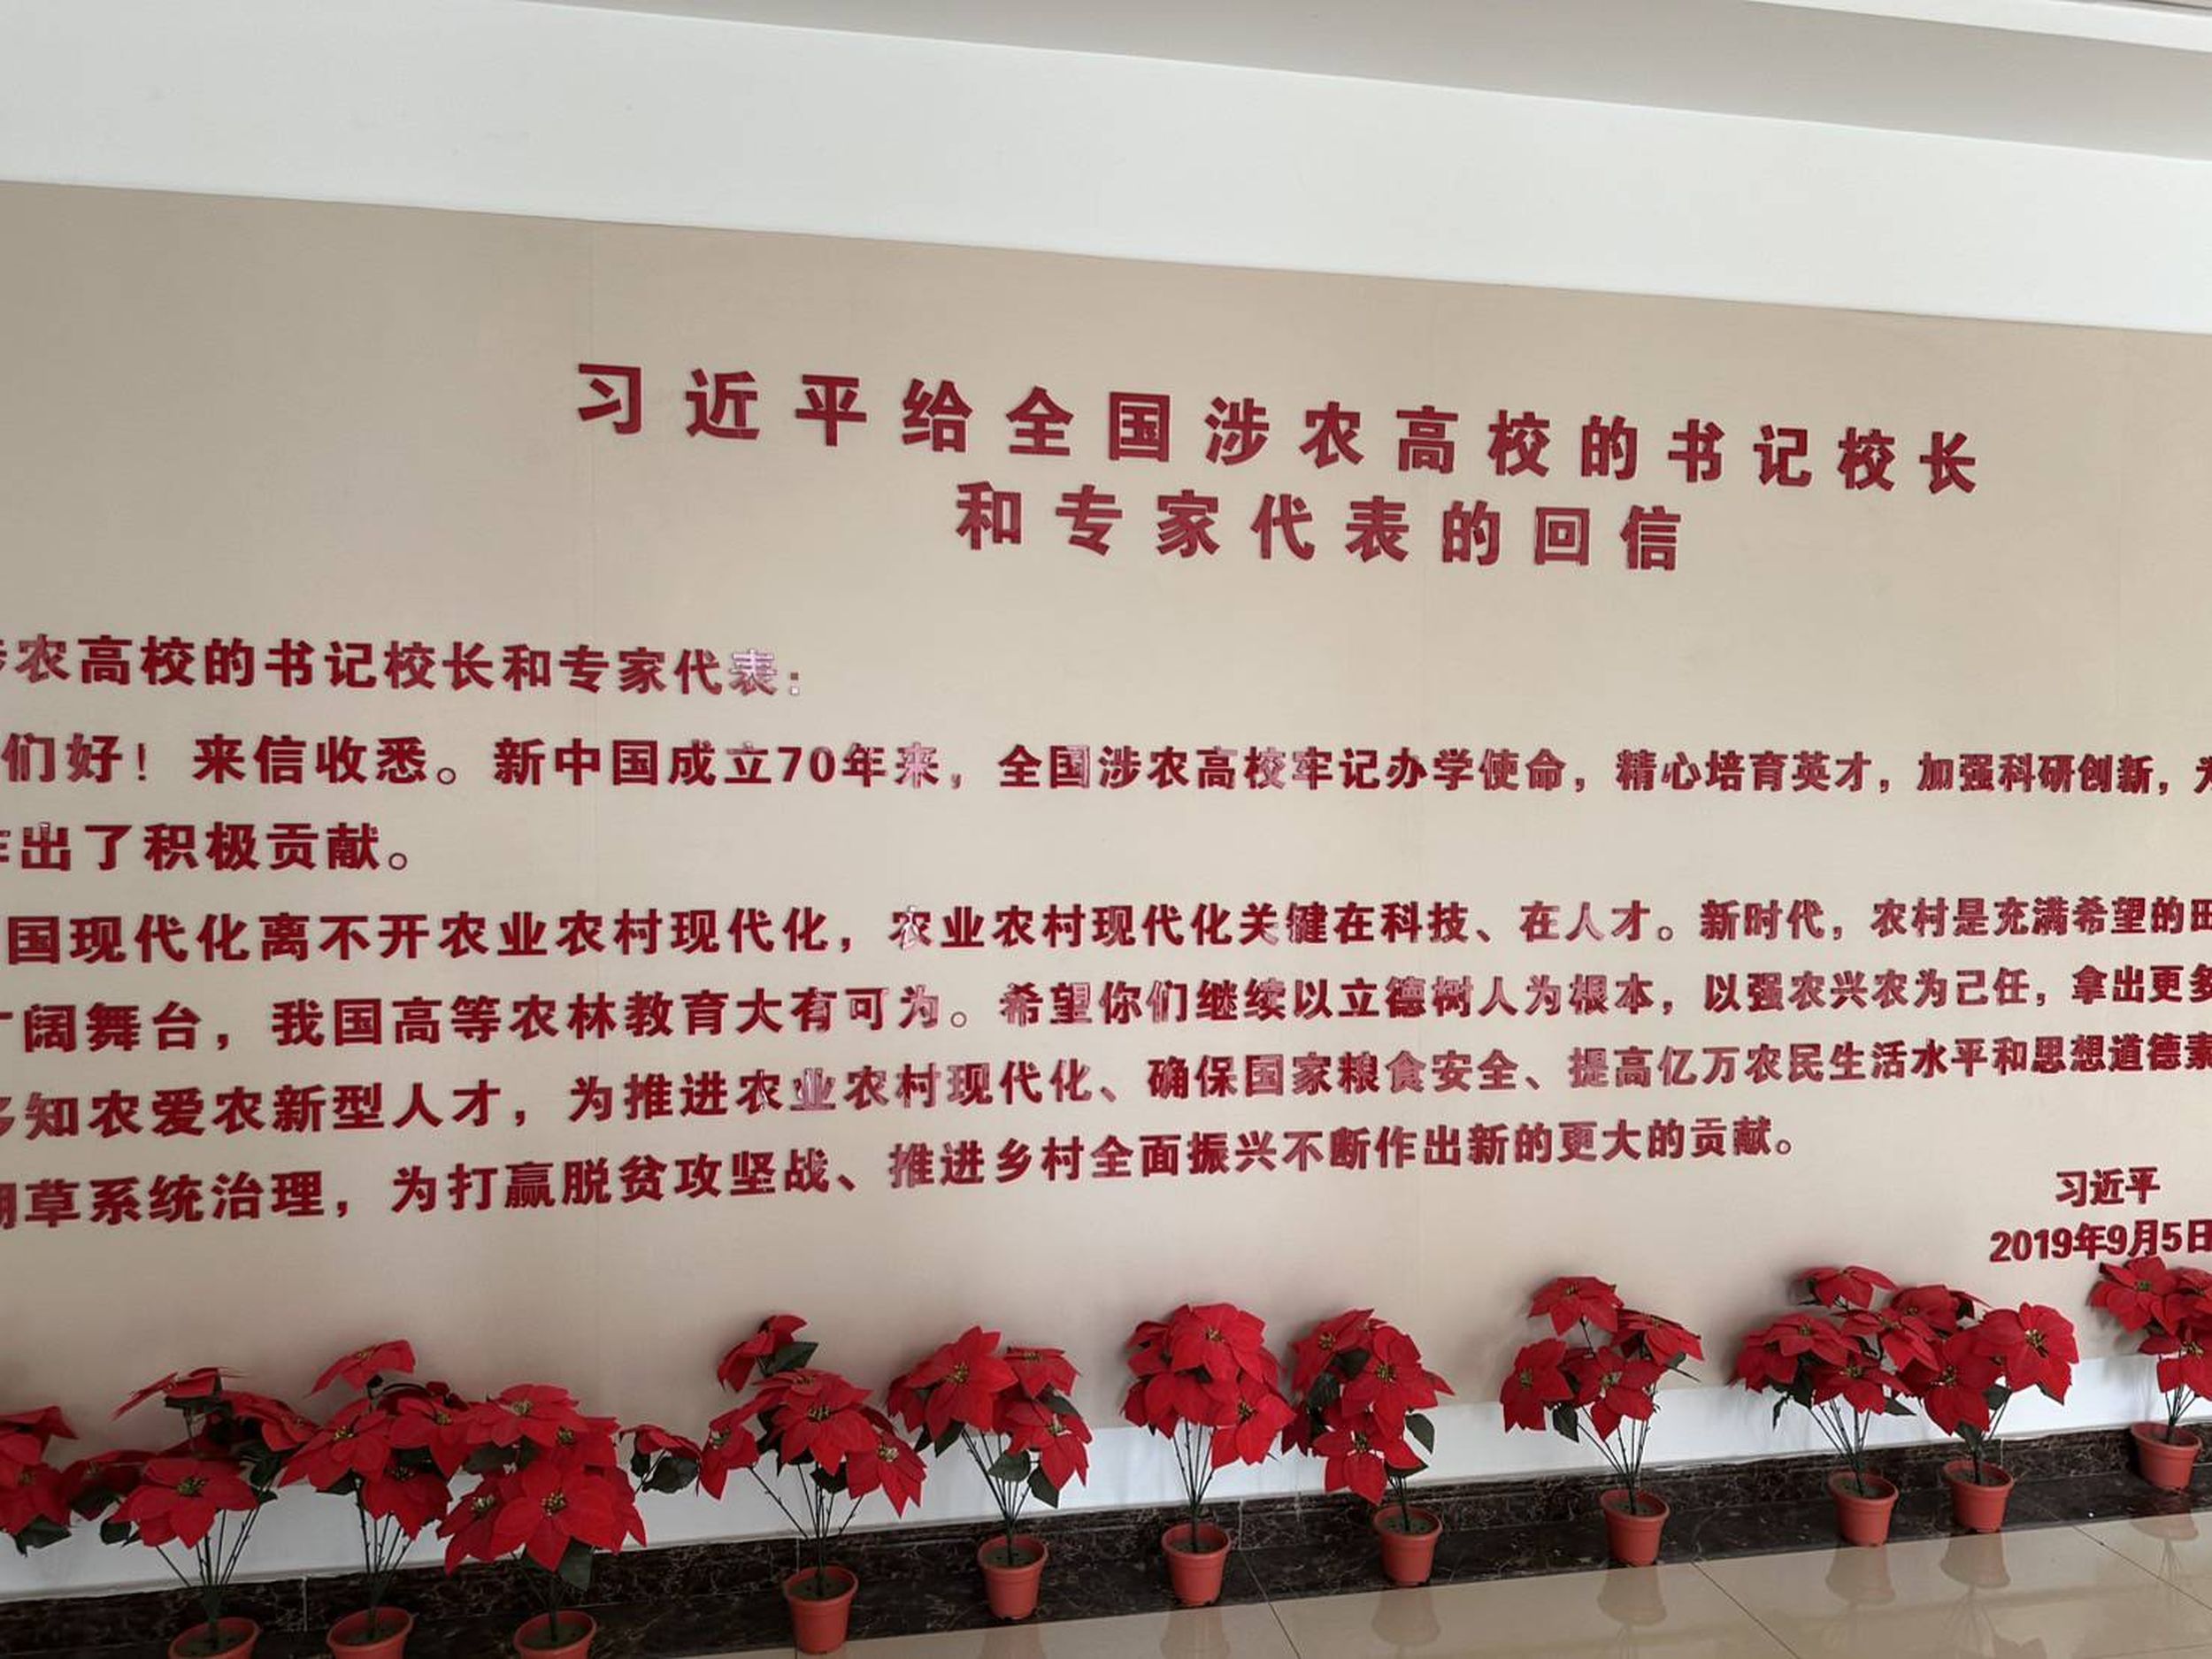 习近平给全国涉农高校的书记校长
和专家代表的回信
农高校的书记校长和专家代表：
们好！来信收悉。新中国成立70年来，全国涉农高校牢记办学使命，精心培育英才，加强科研创新，
出了积极贡献。
国现代化离不开农业农村现代化，农业农村现代化关键在科技、在人才。新时代，农村是充满希望的田
阔舞台，我国高等农林教育大有可为。希望你们继续以立德树人为根本，以强农兴农为己任，拿出更多
知农爱农新型人才，为推进农业农村现代化、确保国家粮食安全、提高亿万农民生活水平和思想道德素
草系统治理，为打赢脱贫攻坚战、推进乡村全面振兴不断作出新的更大的贡献。
习近平
2019年9月5日